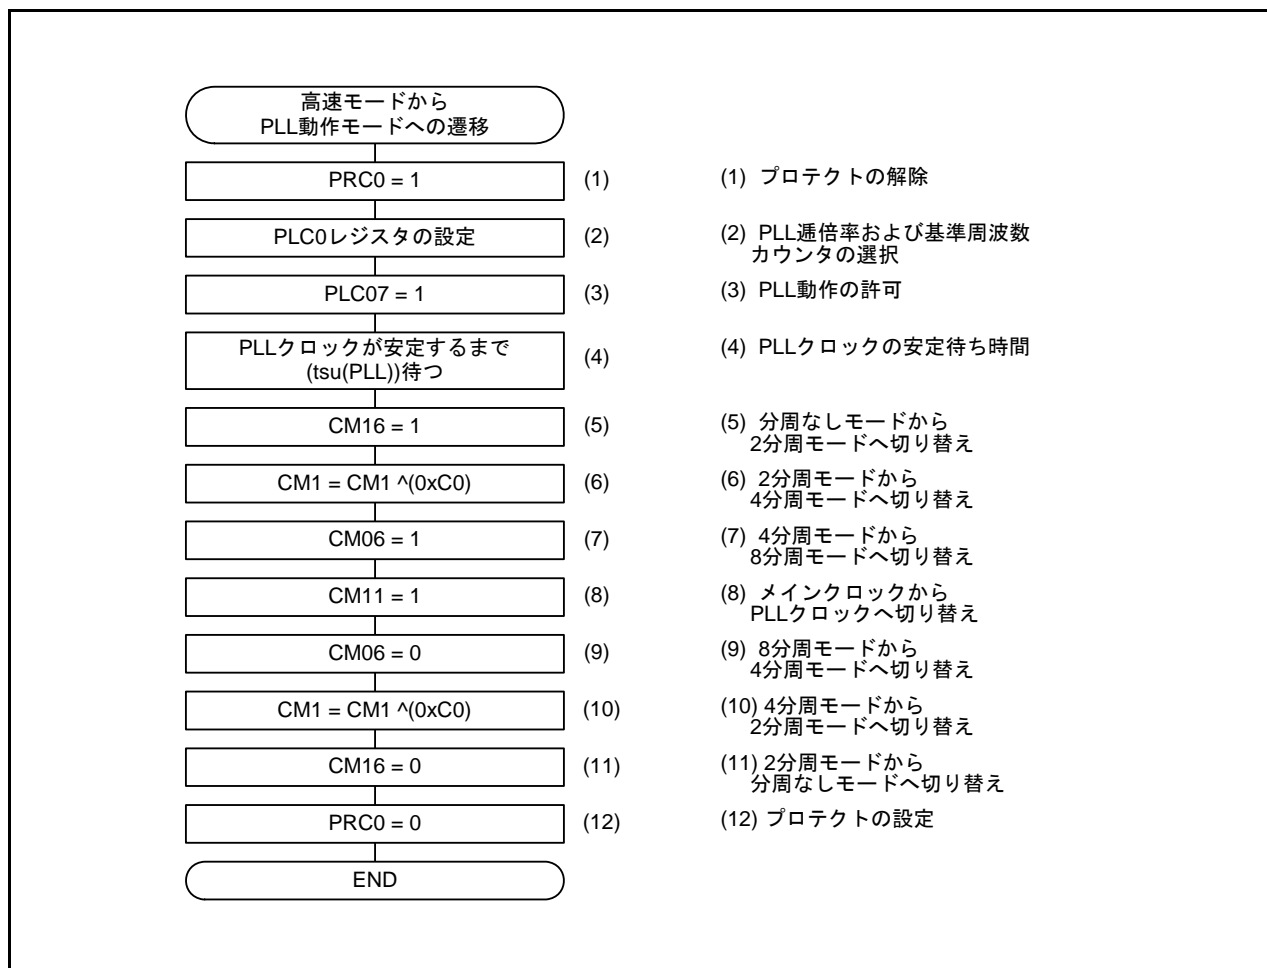 高速モードから
PLL動作モードへの遷移
PRC0 = 1
(1)
(1) プロテクトの解除
PLC0レジスタの設定
(2)
(2) PLL逓倍率および基準周波数
カウンタの選択
PLC07 = 1
(3)
(3) PLL動作の許可
PLLクロックが安定するまで
(tsu(PLL))待つ
(4)
(4) PLLクロックの安定待ち時間
CM16 = 1
(5)
(5) 分周なしモードから
2分周モードへ切り替え
CM1 = CM1 ^(0xC0)
(6)
(6) 2分周モードから
4分周モードへ切り替え
CM06 = 1
(7)
(7) 4分周モードから
8分周モードへ切り替え
CM11 = 1
(8)
(8) メインクロックから
PLLクロックへ切り替え
CM06 = 0
(9)
(9) 8分周モードから
4分周モードへ切り替え
CM1 = CM1 ^(0xC0)
(10)
(10) 4分周モードから
2分周モードへ切り替え
CM16 = 0
(11)
(11) 2分周モードから
分周なしモードへ切り替え
PRC0 = 0
(12)
(12) プロテクトの設定
END